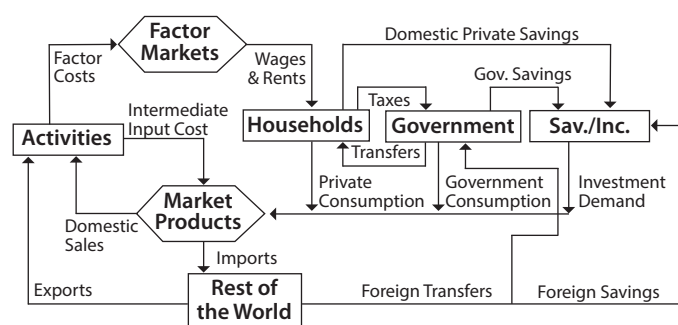 Factor
Markets
Domestic Private Savings
Factor
Costs
Wages
& Rents
Gov. Savings
Taxes
Intermediate
Input Cost
Activities
Households
Government
Sav./Inc.
Transfers
Private
Consumption
Government
Consumption
Investment
Demand
Market
Products
Domestic
Sales
Imports
Exports
Rest of
the World
Foreign Transfers
Foreign Savings